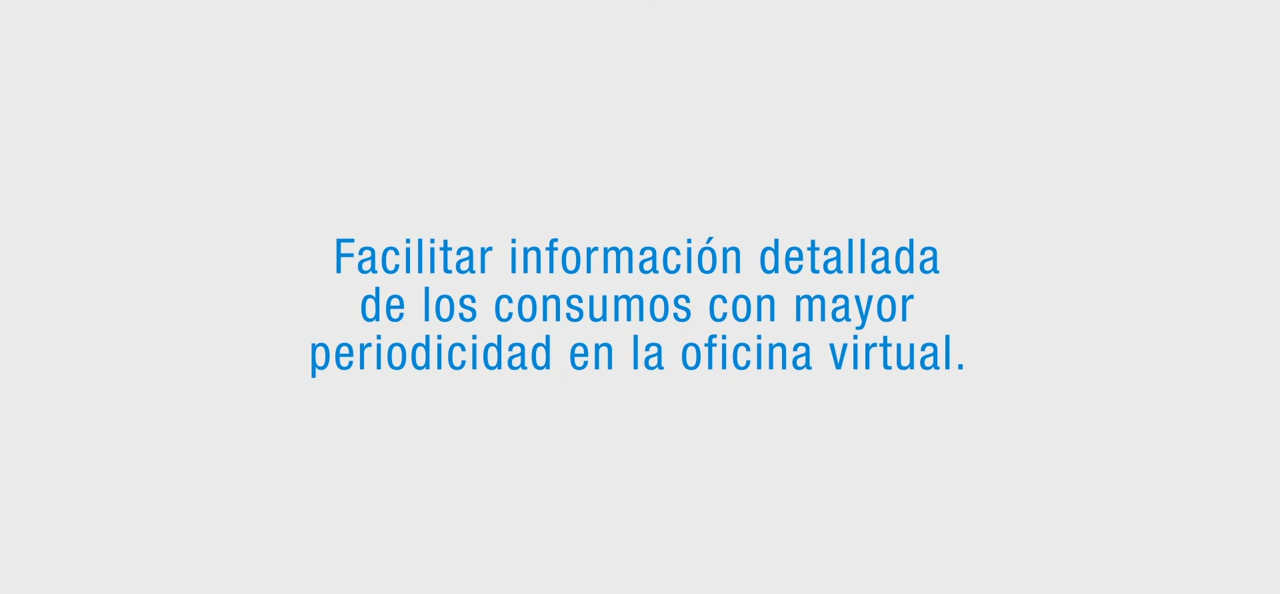 Facilitar información detallada
de los consumos con mayor
periodicidad en la oficina virtual.